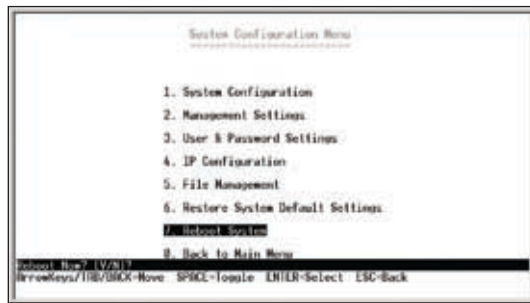 System Configuration Menu
1. System Configuration
2. Management Settings
3. User & Password Settings
4. IP Configuration
5. File Management
6. Restore System Default Settings
7. Reboot System
0. Back to Main Menu
Reboot Now? [Y/N]?
ArrowKeys/TAB/BACK=Move SPACE=Toggle ENTER=Select ESC=Back